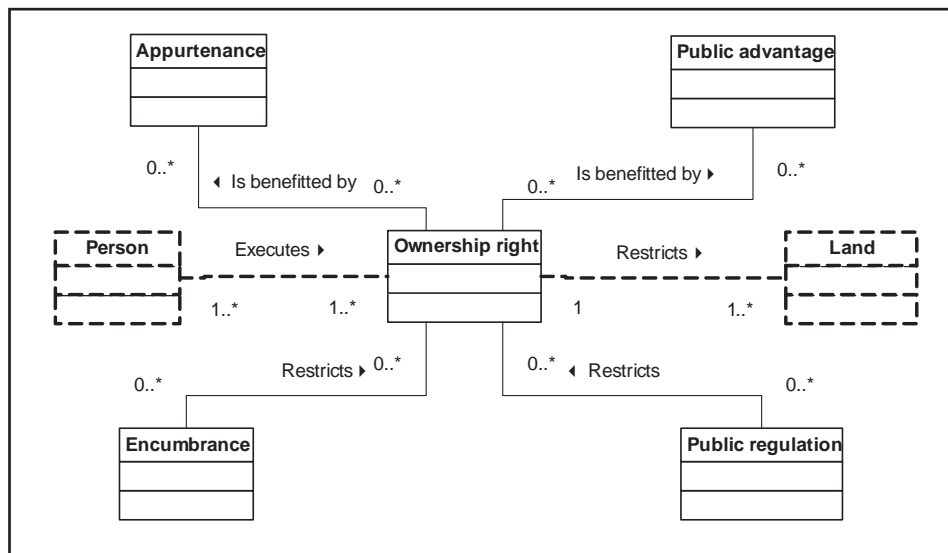 Appurtenance
Public advantage
0..*
◄ Is benefitted by
0..*
0..*
Is benefitted by ►
0..*
Person
Executes ►
Ownership right
Restricts ►
Land
1..*
1..*
1
1..*
0..*
Restricts ►
0..*
0..*
◄ Restricts
0..*
Encumbrance
Public regulation